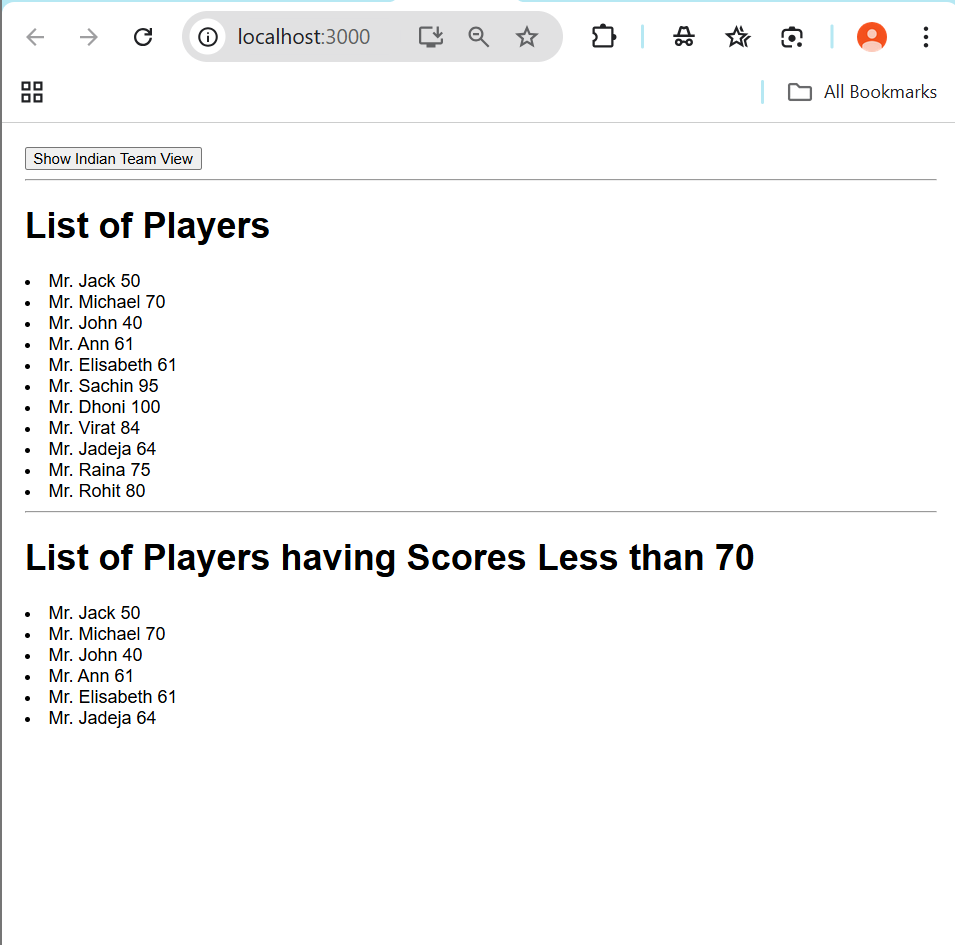 localhost:3000
All Bookmarks
Show Indian Team View
List of Players
Mr. Jack 50
Mr. Michael 70
Mr. John 40
Mr. Ann 61
Mr. Elisabeth 61
Mr. Sachin 95
Mr. Dhoni 100
Mr. Virat 84
Mr. Jadeja 64
Mr. Raina 75
Mr. Rohit 80
List of Players having Scores Less than 70
Mr. Jack 50
Mr. Michael 70
Mr. John 40
Mr. Ann 61
Mr. Elisabeth 61
Mr. Jadeja 64